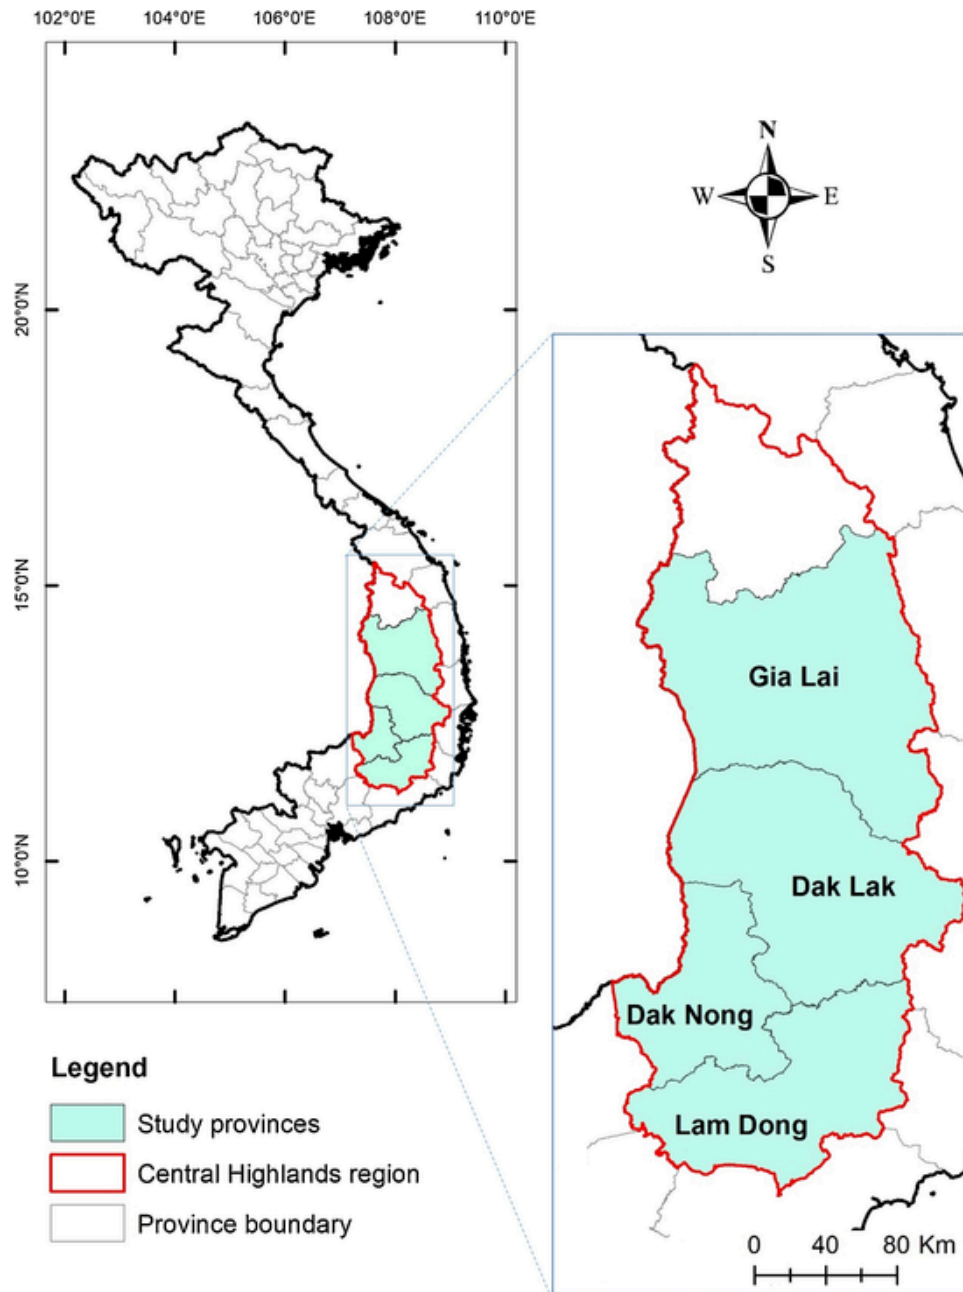 102°0'E 104°0'E 106°0'E 108°0'E 110°0'E
N
W E
S
20°0'N
15°0'N
10°0'N
Gia Lai
Dak Lak
Dak Nong
Lam Dong
Legend
Study provinces
Central Highlands region
Province boundary
0 40 80 Km